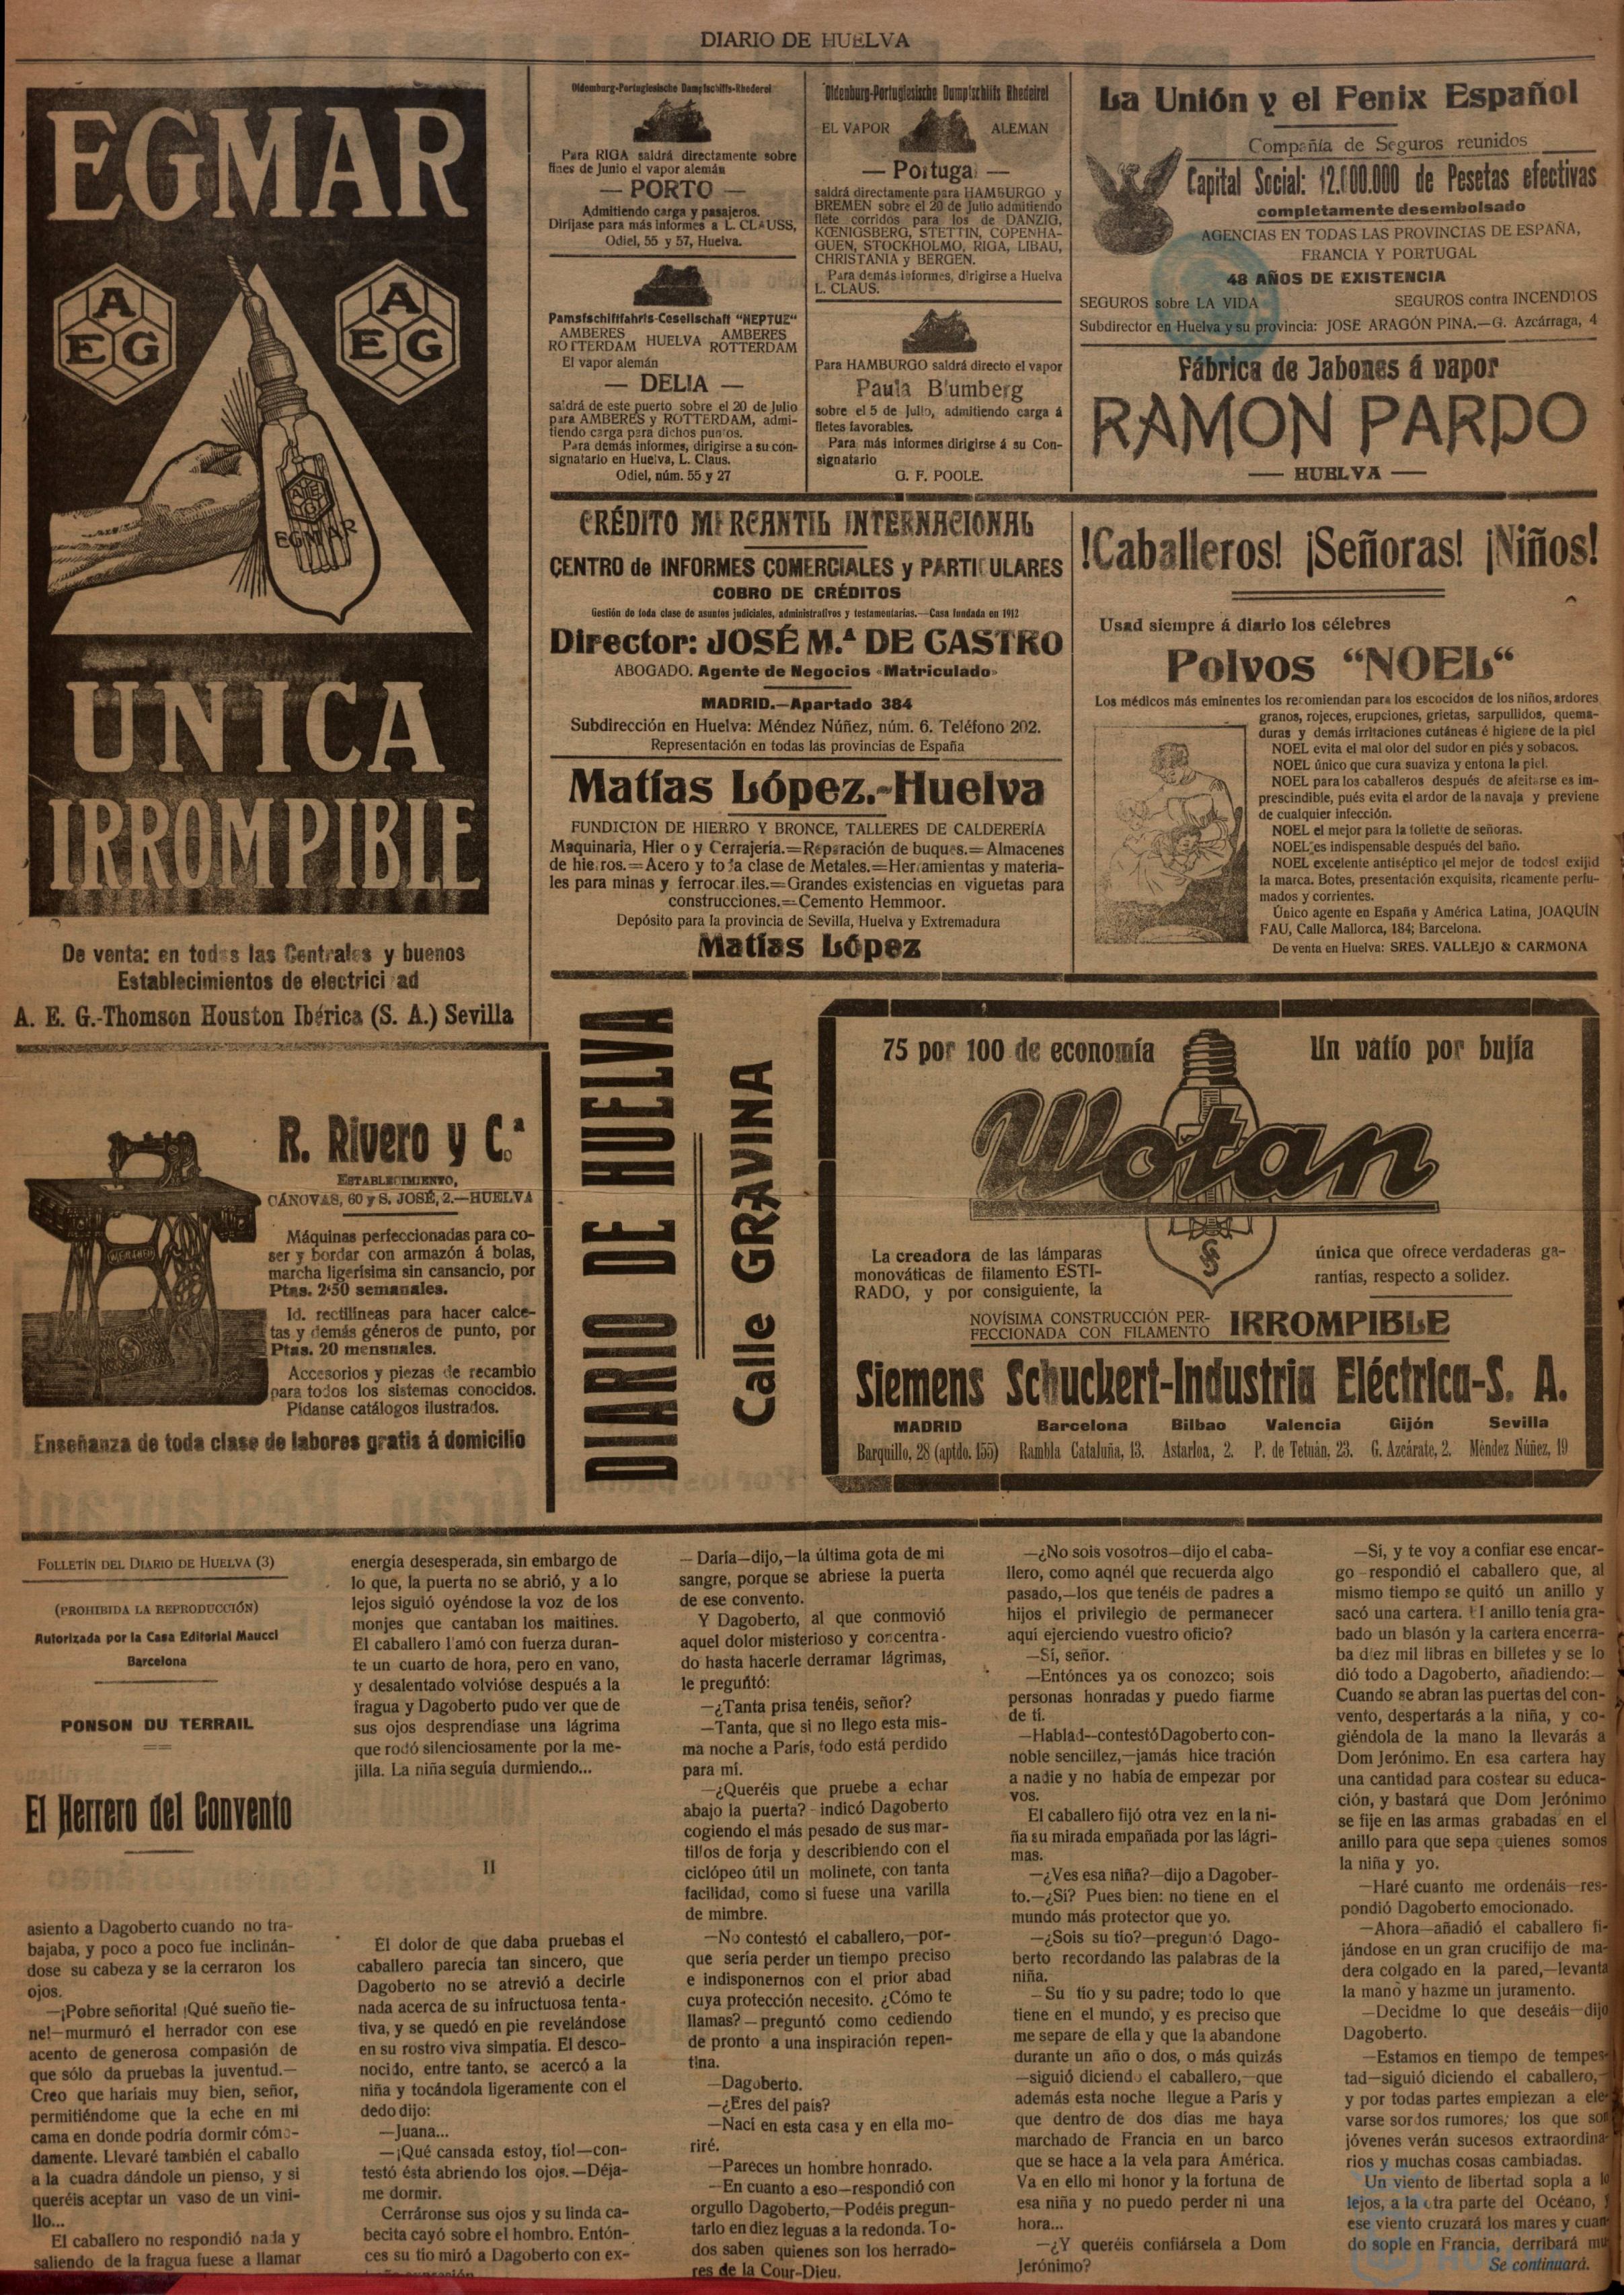 DIARIO DE HUELVA
EGMAR
AEG
AEG
AEG
EGMAR
UNICA
IRROMPIBLE
De venta: en todas las Centrales y buenos
Establecimientos de electrici ad
A. E. G.-Thomson Houston Ibérica (S. A.) Sevilla
Oldemburg-Portugiesische Dampfschiffs-Rhederei
Para RIGA saldrá directamente sobre
fines de Junio el vapor alemán
— PORTO —
Admitiendo carga y pasajeros.
Dirijase para más informes a L. CLAUSS,
Odiel, 55 y 57, Huelva.
Pamsfschiftfahrts-Cesellschaft "NEPTUZ"
AMBERES HUELVA AMBERES
ROTTERDAM ROTTERDAM
El vapor alemán
— DELIA —
saldrá de este puerto sobre el 20 de Julio
para AMBERES y ROTTERDAM, admi-
tiendo carga para dichos puntos.
Para demás informes, dirigirse a su con-
signatario en Huelva, L. Claus.
Odiel, núm. 55 y 27
Oldenburg-Portugiesische Dumpfschiffs Rhedeirei
EL VAPOR ALEMAN
— Portuga —
saldrá directamente para HAMBURGO y
BREMEN sobre el 20 de Julio admitiendo
flete corridos para los de DANZIG,
KŒNIGSBERG, STETTIN, COPENHA-
GUEN, STOCKHOLMO, RIGA, LIBAU,
CHRISTANIA y BERGEN.
Para demás informes, dirigirse a Huelva
L. CLAUS.
Para HAMBURGO saldrá directo el vapor
Paula Blumberg
sobre el 5 de Julio, admitiendo carga á
fletes favorables.
Para más informes dirigirse á su Con-
signatario
G. F. POOLE.
La Unión y el Fenix Español
Compañía de Seguros reunidos
Capital Social: 12.000.000 de Pesetas efectivas
completamente desembolsado
AGENCIAS EN TODAS LAS PROVINCIAS DE ESPAÑA,
FRANCIA Y PORTUGAL
48 AÑOS DE EXISTENCIA
SEGUROS sobre LA VIDA SEGUROS contra INCENDIOS
Subdirector en Huelva y su provincia: JOSE ARAGÓN PINA.—G. Azcárraga, 4
Fábrica de Jabones á vapor
RAMON PARDO
— HUELVA —
CRÉDITO MERCANTIL INTERNACIONAL
CENTRO de INFORMES COMERCIALES y PARTICULARES
COBRO DE CRÉDITOS
Gestión de toda clase de asuntos judiciales, administrativos y testamentarías.—Casa fundada en 1912
Director: JOSÉ M.ª DE CASTRO
ABOGADO. Agente de Negocios «Matriculado»
MADRID.—Apartado 384
Subdirección en Huelva: Méndez Núñez, núm. 6. Teléfono 202.
Representación en todas las provincias de España
Matías López.-Huelva
FUNDICION DE HIERRO Y BRONCE, TALLERES DE CALDERERÍA
Maquinaria, Hier o y Cerrajería.=Reparación de buques.=Almacenes
de hierros.=Acero y toda clase de Metales.=Herramientas y materia-
les para minas y ferrocarriles.=Grandes existencias en viguetas para
construcciones.=Cemento Hemmoor.
Depósito para la provincia de Sevilla, Huelva y Extremadura
Matías López
!Caballeros! ¡Señoras! ¡Niños!
Usad siempre á diario los célebres
Polvos "NOEL"
Los médicos más eminentes los recomiendan para los escocidos de los niños, ardores
granos, rojeces, erupciones, grietas, sarpullidos, quema-
duras y demás irritaciones cutáneas é higiene de la piel
NOEL evita el mal olor del sudor en piés y sobacos.
NOEL único que cura suaviza y entona la piel.
NOEL para los caballeros después de afeitarse es im-
prescindible, pués evita el ardor de la navaja y previene
de cualquier infección.
NOEL el mejor para la toilette de señoras.
NOEL es indispensable después del baño.
NOEL excelente antiséptico ¡el mejor de todos! exijid
la marca. Botes, presentación exquisita, ricamente perfu-
mados y corrientes.
Único agente en España y América Latina, JOAQUÍN
FAU, Calle Mallorca, 184; Barcelona.
De venta en Huelva: SRES. VALLEJO & CARMONA
R. Rivero y C.ª
ESTABLECIMIENTO,
CÁNOVAS, 60 y S. JOSÉ, 2.—HUELVA
Máquinas perfeccionadas para co-
ser y bordar con armazón á bolas,
marcha ligerísima sin cansancio, por
Ptas. 2'50 semanales.
Id. rectilíneas para hacer calce-
tas y demás géneros de punto, por
Ptas. 20 mensuales.
Accesorios y piezas de recambio
para todos los sistemas conocidos.
Pidanse catálogos ilustrados.
Enseñanza de toda clase de labores gratis á domicilio
DIARIO DE HUELVA
Calle GRAVINA
75 por 100 de economía
Un vatio por bujía
Wotan
La creadora de las lámparas
monováticas de filamento ESTI-
RADO, y por consiguiente, la
única que ofrece verdaderas ga-
rantías, respecto a solidez.
NOVÍSIMA CONSTRUCCIÓN PER-
FECCIONADA CON FILAMENTO IRROMPIBLE
Siemens Schuckert-Industria Eléctrica-S. A.
MADRID Barcelona Bilbao Valencia Gijón Sevilla
Barquillo, 28 (aptdo. 155) Rambla Cataluña, 13. Astarloa, 2. P. de Tetuán, 23. G. Azcárate, 2. Méndez Núñez, 19
FOLLETÍN DEL DIARIO DE HUELVA (3)
(PROHIBIDA LA REPRODUCCIÓN)
Autorizada por la Casa Editorial Maucci
Barcelona
PONSON DU TERRAIL
El Herrero del Convento
asiento a Dagoberto cuando no tra-
bajaba, y poco a poco fue inclinán-
dose su cabeza y se la cerraron los
ojos.
—¡Pobre señorita! ¡Qué sueño tie-
ne!—murmuró el herrador con ese
acento de generosa compasión de
que sólo da pruebas la juventud.—
Creo que haríais muy bien, señor,
permitiéndome que la eche en mi
cama en donde podría dormir cómo-
damente. Llevaré también el caballo
a la cuadra dándole un pienso, y si
queréis aceptar un vaso de un vini-
llo...
El caballero no respondió nada y
saliendo de la fragua fuese a llamar
energía desesperada, sin embargo de
lo que, la puerta no se abrió, y a lo
lejos siguió oyéndose la voz de los
monjes que cantaban los maitines.
El caballero l'amó con fuerza duran-
te un cuarto de hora, pero en vano,
y desalentado volvióse después a la
fragua y Dagoberto pudo ver que de
sus ojos desprendíase una lágrima
que rodó silenciosamente por la me-
jilla. La niña seguía durmiendo...
II
El dolor de que daba pruebas el
caballero parecía tan sincero, que
Dagoberto no se atrevió a decirle
nada acerca de su infructuosa tenta-
tiva, y se quedó en pie revelándose
en su rostro viva simpatía. El desco-
nocido, entre tanto, se acercó a la
niña y tocándola ligeramente con el
dedo dijo:
—Juana...
—¡Qué cansada estoy, tío!—con-
testó ésta abriendo los ojos.—Déja-
me dormir.
Cerráronse sus ojos y su linda ca-
becita cayó sobre el hombro. Entón-
ces su tío miró a Dagoberto con ex-
— Daría—dijo,—la última gota de mi
sangre, porque se abriese la puerta
de ese convento.
Y Dagoberto, al que conmovió
aquel dolor misterioso y concentra-
do hasta hacerle derramar lágrimas,
le preguñtó:
—¿Tanta prisa tenéis, señor?
—Tanta, que si no llego esta mis-
ma noche a París, todo está perdido
para mí.
—¿Queréis que pruebe a echar
abajo la puerta? - indicó Dagoberto
cogiendo el más pesado de sus mar-
tillos de forja y describiendo con el
ciclópeo útil un molinete, con tanta
facilidad, como si fuese una varilla
de mimbre.
—No contestó el caballero,—por-
que sería perder un tiempo preciso
e indisponernos con el prior abad
cuya protección necesito. ¿Cómo te
llamas? — preguntó como cediendo
de pronto a una inspiración repen-
tina.
—Dagoberto.
—¿Eres del país?
—Nací en esta casa y en ella mo-
riré.
—Pareces un hombre honrado.
—En cuanto a eso—respondió con
orgullo Dagoberto,—Podéis pregun-
tarlo en diez leguas a la redonda. To-
dos saben quienes son los herrado-
res de la Cour-Dieu.
—¿No sois vosotros—dijo el caba-
llero, como aqnél que recuerda algo
pasado,—los que tenéis de padres a
hijos el privilegio de permanecer
aquí ejerciendo vuestro oficio?
—Sí, señor.
—Entónces ya os conozco; sois
personas honradas y puedo fiarme
de tí.
—Hablad—contestó Dagoberto con-
noble sencillez,—jamás hice tración
a nadie y no había de empezar por
vos.
El caballero fijó otra vez en la ni-
ña su mirada empañada por las lágri-
mas.
—¿Ves esa niña?—dijo a Dagober-
to.—¿Sí? Pues bien: no tiene en el
mundo más protector que yo.
—¿Sois su tío?—preguntó Dago-
berto recordando las palabras de la
niña.
—Su tío y su padre; todo lo que
tiene en el mundo, y es preciso que
me separe de ella y que la abandone
durante un año o dos, o más quizás
—siguió diciendo el caballero,—que
además esta noche llegue a París y
que dentro de dos días me haya
marchado de Francia en un barco
que se hace a la vela para América.
Va en ello mi honor y la fortuna de
esa niña y no puedo perder ni una
hora...
—¿Y queréis confiársela a Dom
Jerónimo?
—Sí, y te voy a confiar ese encar-
go—respondió el caballero que, al
mismo tiempo se quitó un anillo y
sacó una cartera. El anillo tenía gra-
bado un blasón y la cartera encerra-
ba diez mil libras en billetes y se lo
dió todo a Dagoberto, añadiendo:—
Cuando se abran las puertas del con-
vento, despertarás a la niña, y co-
giéndola de la mano la llevarás a
Dom Jerónimo. En esa cartera hay
una cantidad para costear su educa-
ción, y bastará que Dom Jerónimo
se fije en las armas grabadas en el
anillo para que sepa quienes somos
la niña y yo.
—Haré cuanto me ordenáis—res-
pondió Dagoberto emocionado.
—Ahora—añadió el caballero fi-
jándose en un gran crucifijo de ma-
dera colgado en la pared,—levanta
la mano y hazme un juramento.
—Decidme lo que deseáis—dijo
Dagoberto.
—Estamos en tiempo de tempes-
tad—siguió diciendo el caballero,—
y por todas partes empiezan a ele-
varse sordos rumores; los que son
jóvenes verán sucesos extraordina-
rios y muchas cosas cambiadas.
Un viento de libertad sopla a lo
lejos, a la otra parte del Océano, y
ese viento cruzará los mares y cuan-
do sople en Francia, derribará mu
Se continuará.